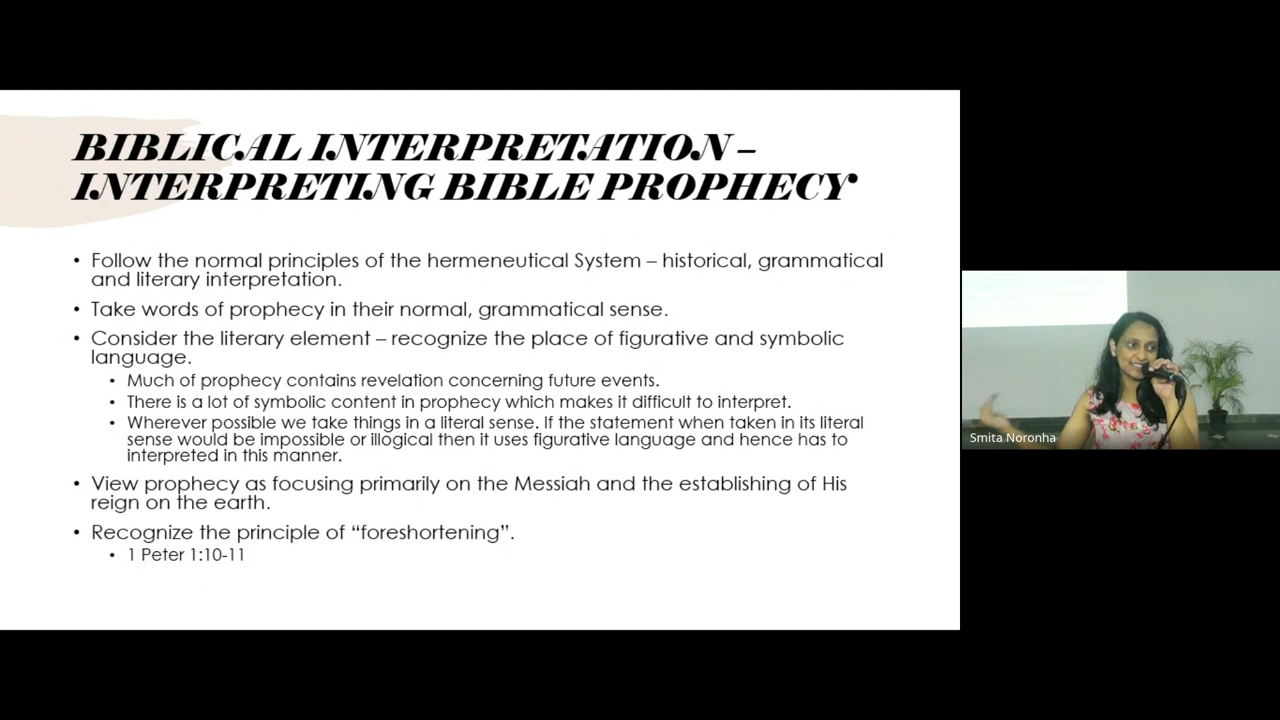 BIBLICAL INTERPRETATION –
INTERPRETING BIBLE PROPHECY
• Follow the normal principles of the hermeneutical System – historical, grammatical
and literary interpretation.
• Take words of prophecy in their normal, grammatical sense.
• Consider the literary element – recognize the place of figurative and symbolic
language.
• Much of prophecy contains revelation concerning future events.
• There is a lot of symbolic content in prophecy which makes it difficult to interpret.
• Wherever possible we take things in a literal sense. If the statement when taken in its literal
sense would be impossible or illogical then it uses figurative language and hence has to
interpreted in this manner.
• View prophecy as focusing primarily on the Messiah and the establishing of His
reign on the earth.
• Recognize the principle of “foreshortening”.
• 1 Peter 1:10-11
Smita Noronha